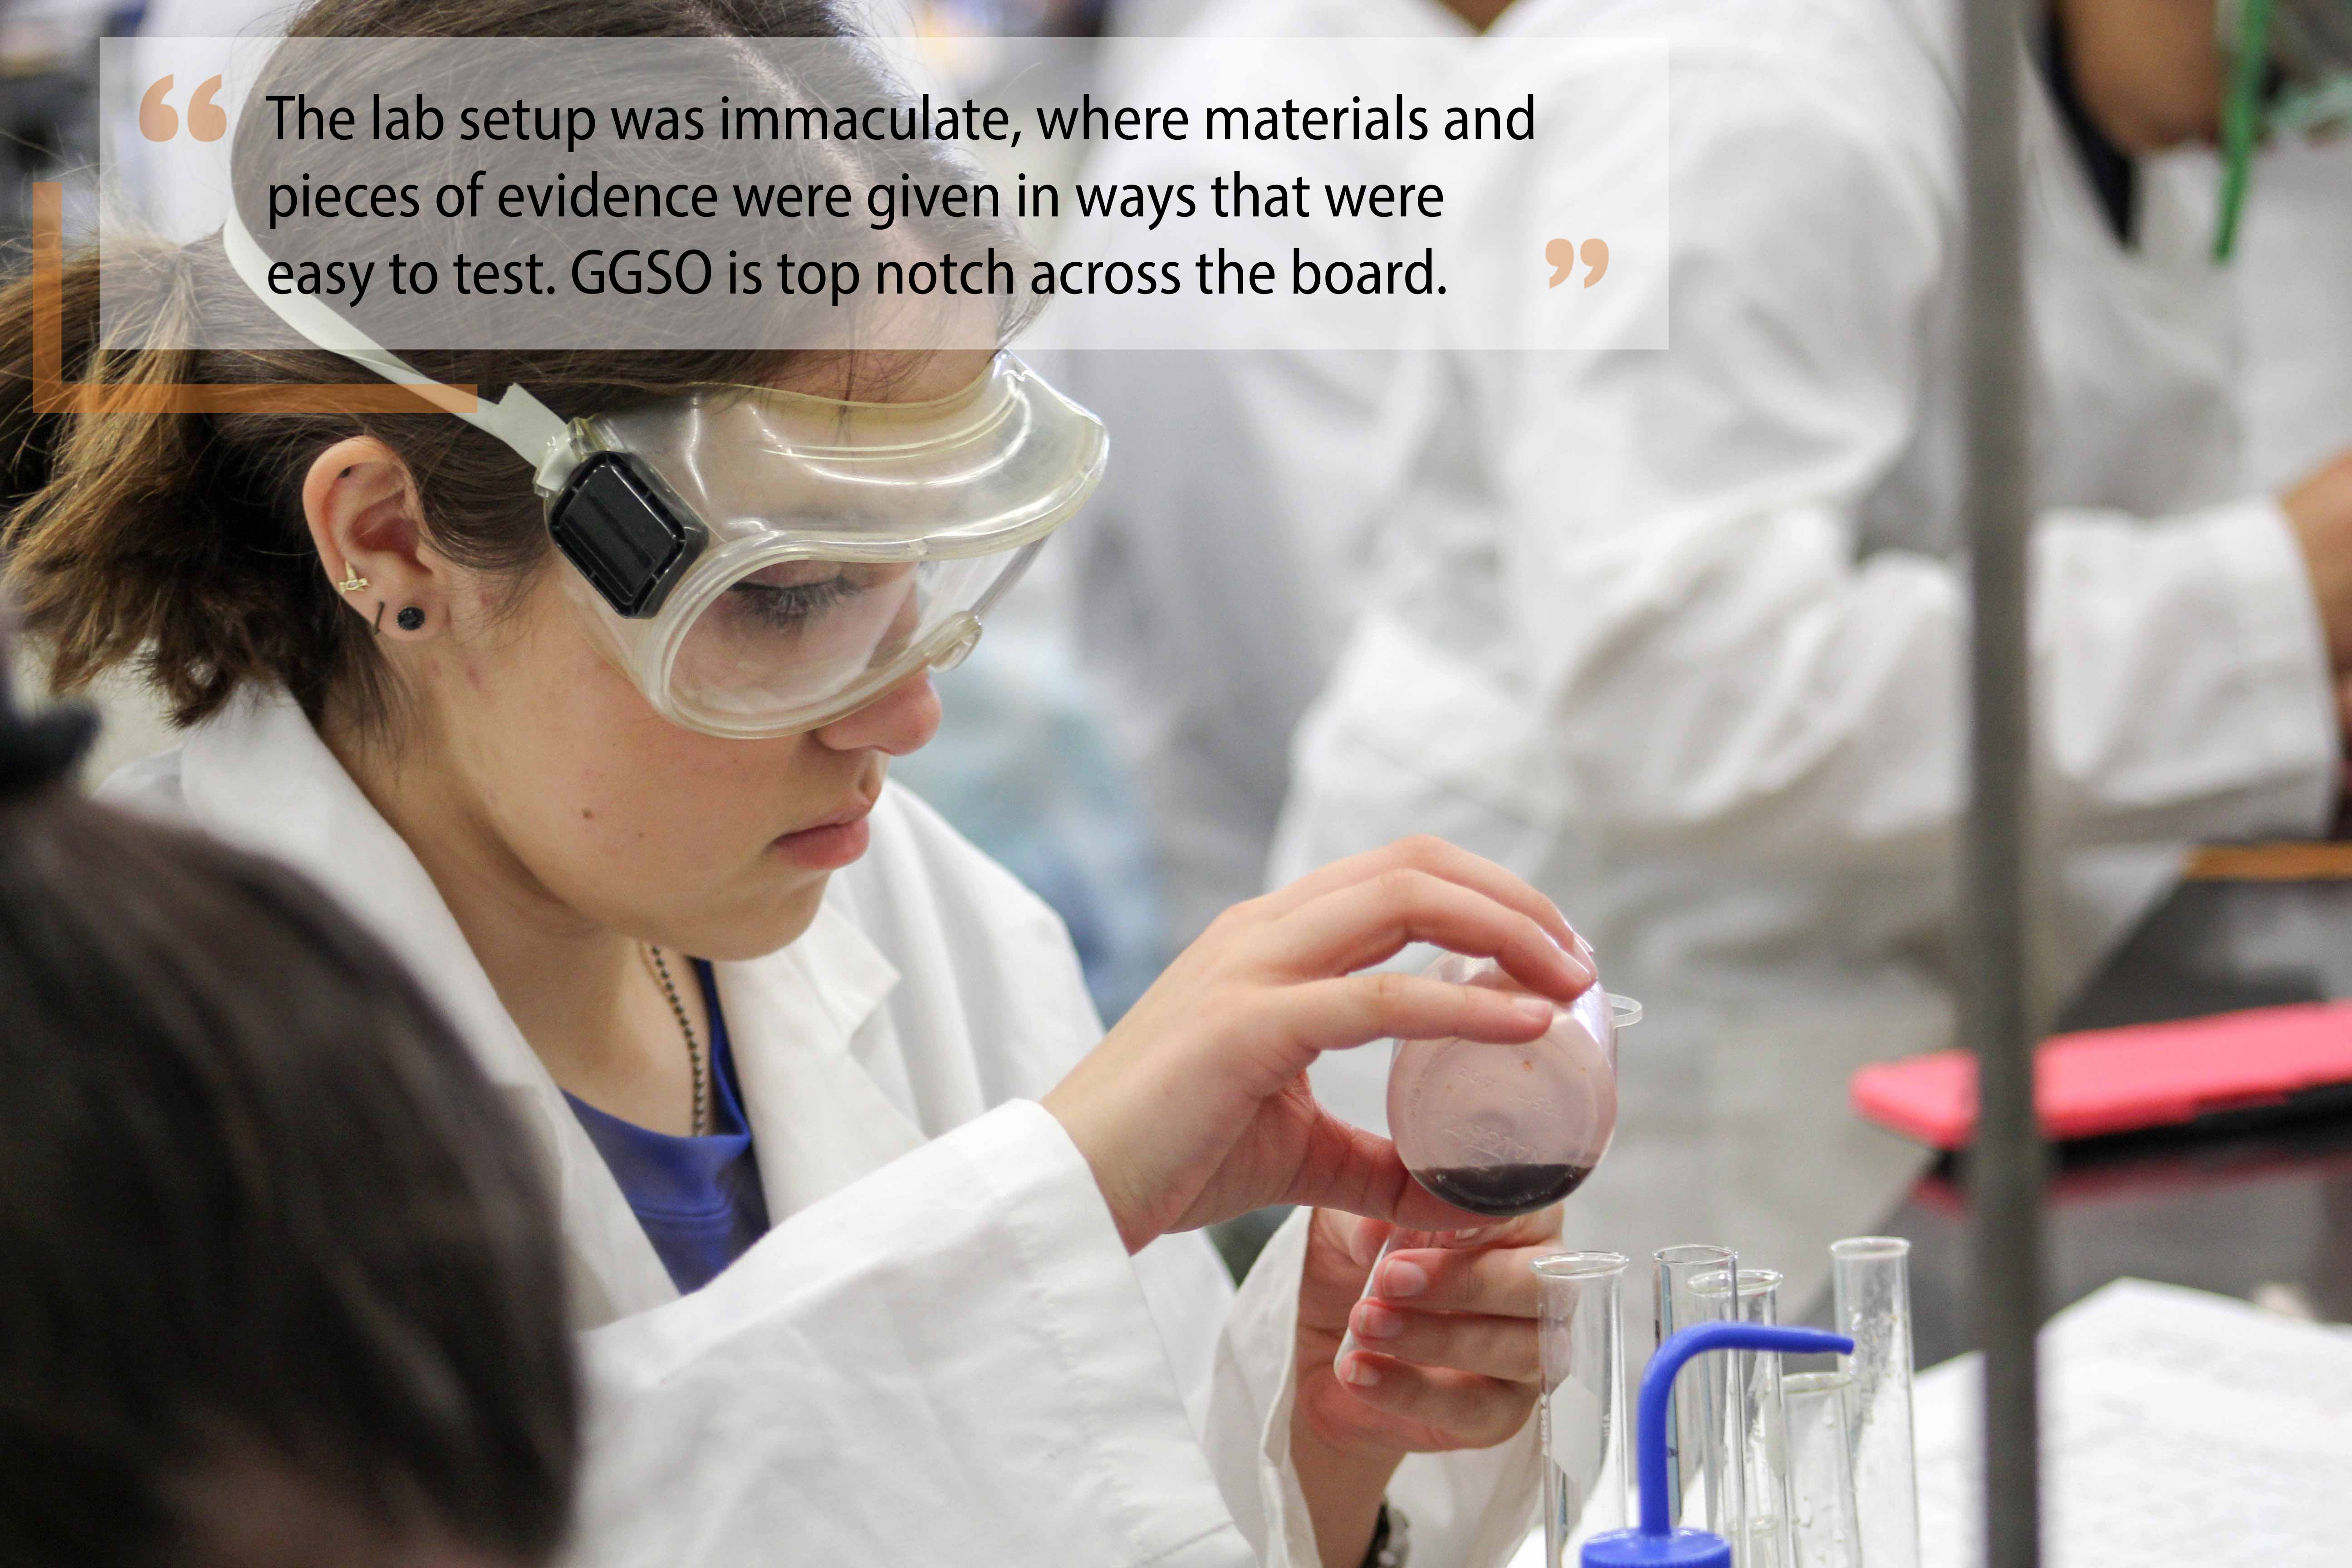 “ The lab setup was immaculate, where materials and
pieces of evidence were given in ways that were
easy to test. GGSO is top notch across the board. ”